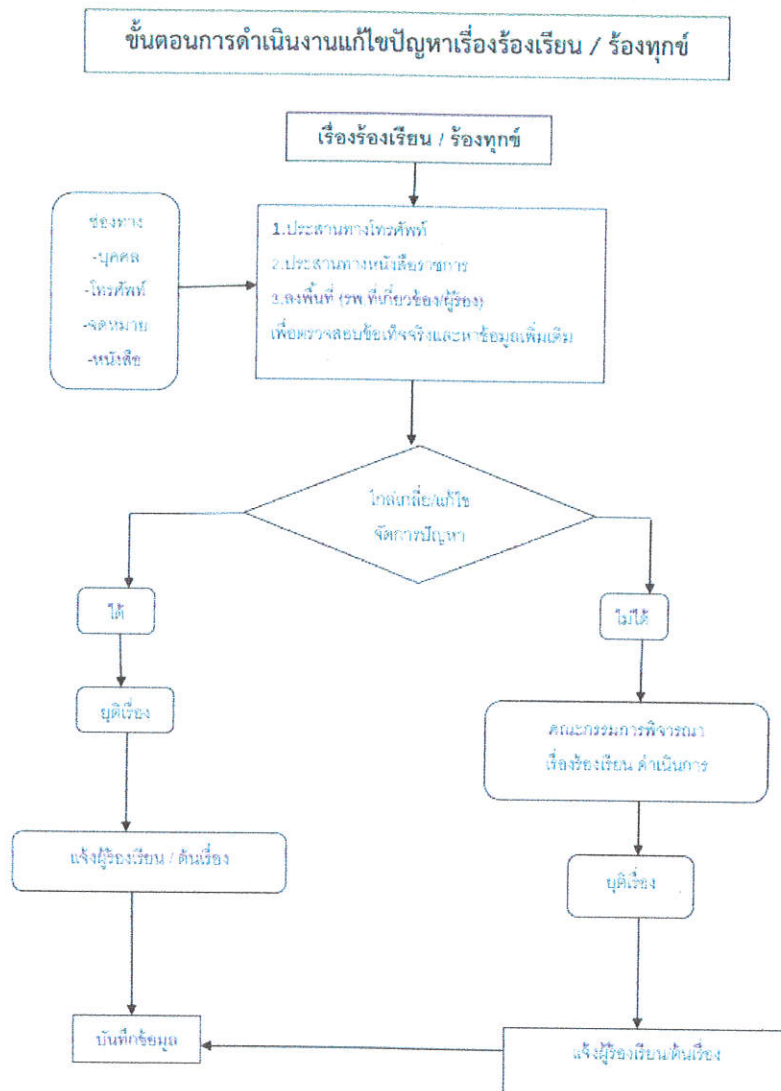 ขั้นตอนการดำเนินงานแก้ไขปัญหาเรื่องร้องเรียน / ร้องทุกข์
เรื่องร้องเรียน / ร้องทุกข์
ช่องทาง
-บุคคล
-โทรศัพท์
-จดหมาย
-หนังสือ
1.ประสานทางโทรศัพท์
2.ประสานทางหนังสือราชการ
3.ลงพื้นที่ (รพ.ที่เกี่ยวข้อง/ผู้ร้อง)
เพื่อตรวจสอบข้อเท็จจริงและหาข้อมูลเพิ่มเติม
ไกล่เกลี่ย/แก้ไข
จัดการปัญหา
ได้
ไม่ได้
ยุติเรื่อง
คณะกรรมการพิจารณา
เรื่องร้องเรียน ดำเนินการ
แจ้งผู้ร้องเรียน / ต้นเรื่อง
ยุติเรื่อง
บันทึกข้อมูล
แจ้งผู้ร้องเรียน/ต้นเรื่อง